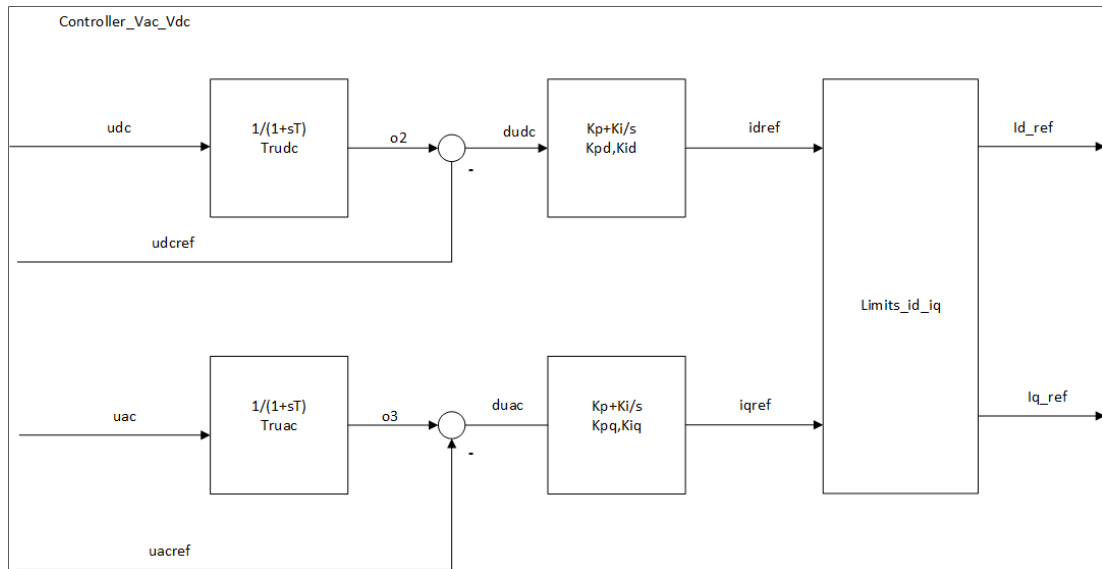 Controller_Vac_Vdc
udc
1/(1+sT)
Trudc
o2
dudc
Kp+Ki/s
Kpd,Kid
idref
Id_ref
-
udcref
Limits_id_iq
uac
1/(1+sT)
Truac
o3
duac
Kp+Ki/s
Kpq,Kiq
iqref
Iq_ref
-
uacref